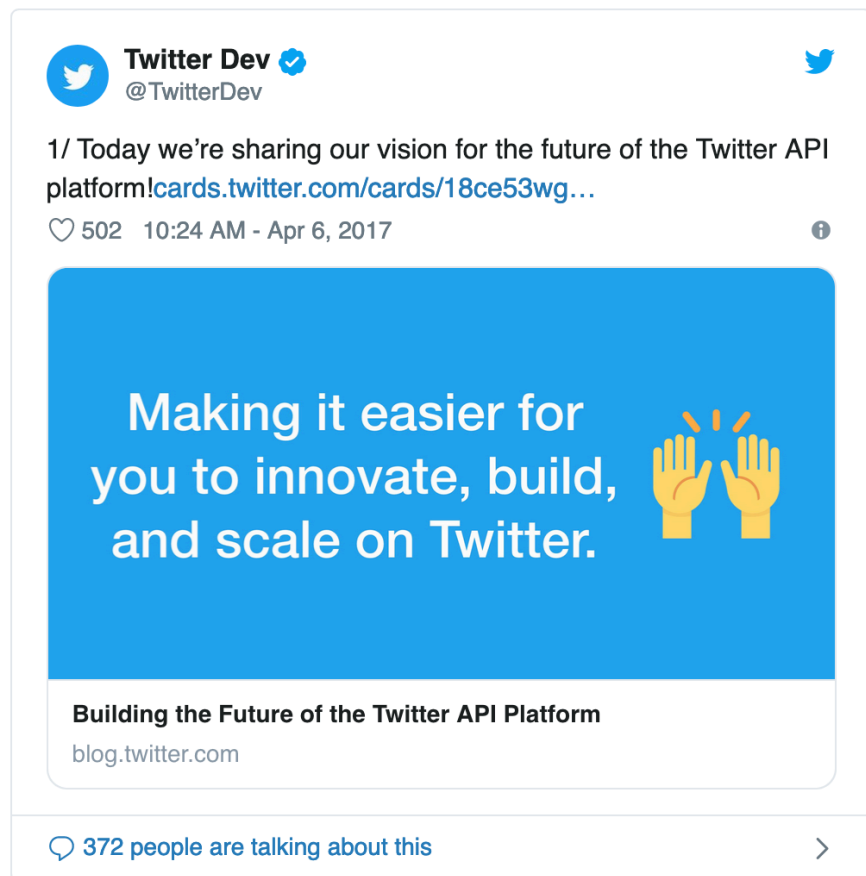 Twitter Dev
@TwitterDev
1/ Today we’re sharing our vision for the future of the Twitter API
platform!cards.twitter.com/cards/18ce53wg…
502 10:24 AM - Apr 6, 2017
Making it easier for
you to innovate, build,
and scale on Twitter.
Building the Future of the Twitter API Platform
blog.twitter.com
372 people are talking about this